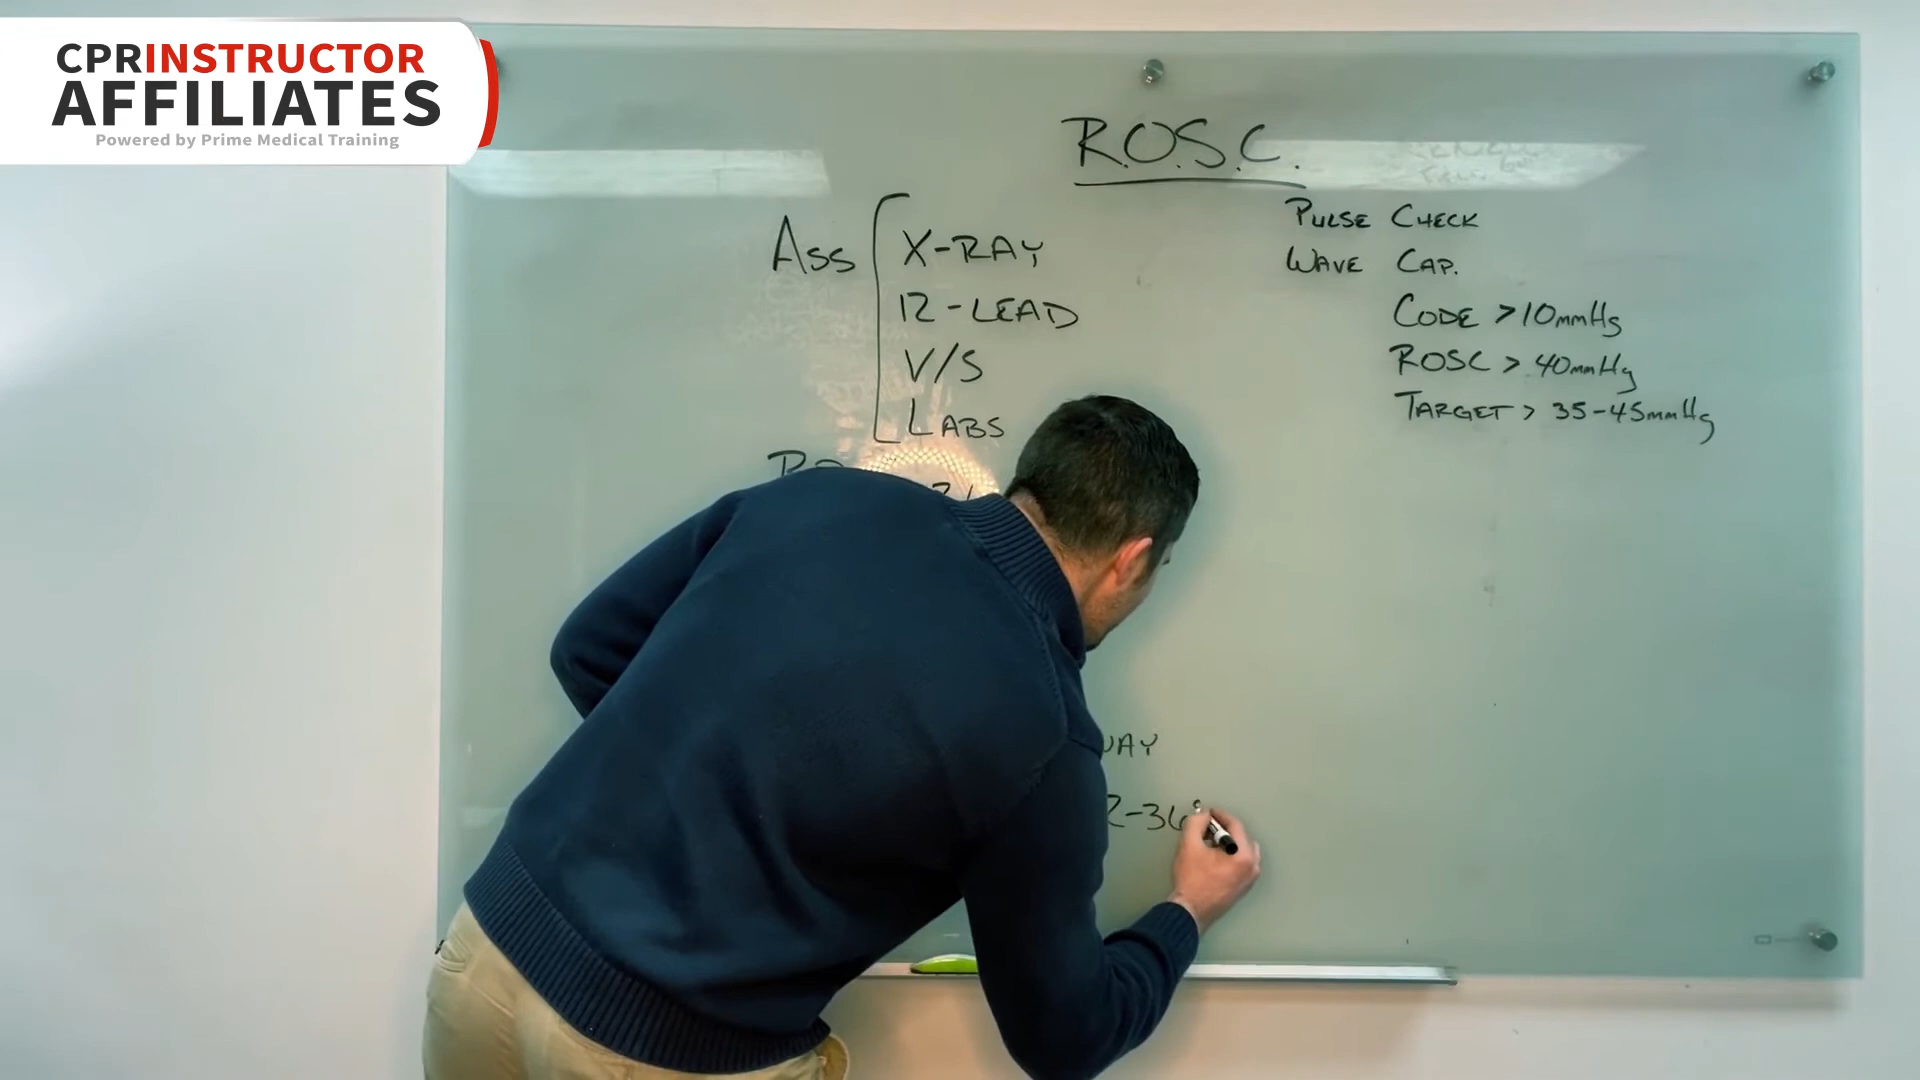 CPRINSTRUCTOR
AFFILIATES
Powered by Prime Medical Training
R.O.S.C.
Ass
X-RAY
12-LEAD
V/S
LABS
PULSE CHECK
WAVE CAP.
CODE >10mmHg
ROSC > 40mmHg
TARGET > 35-45mmHg